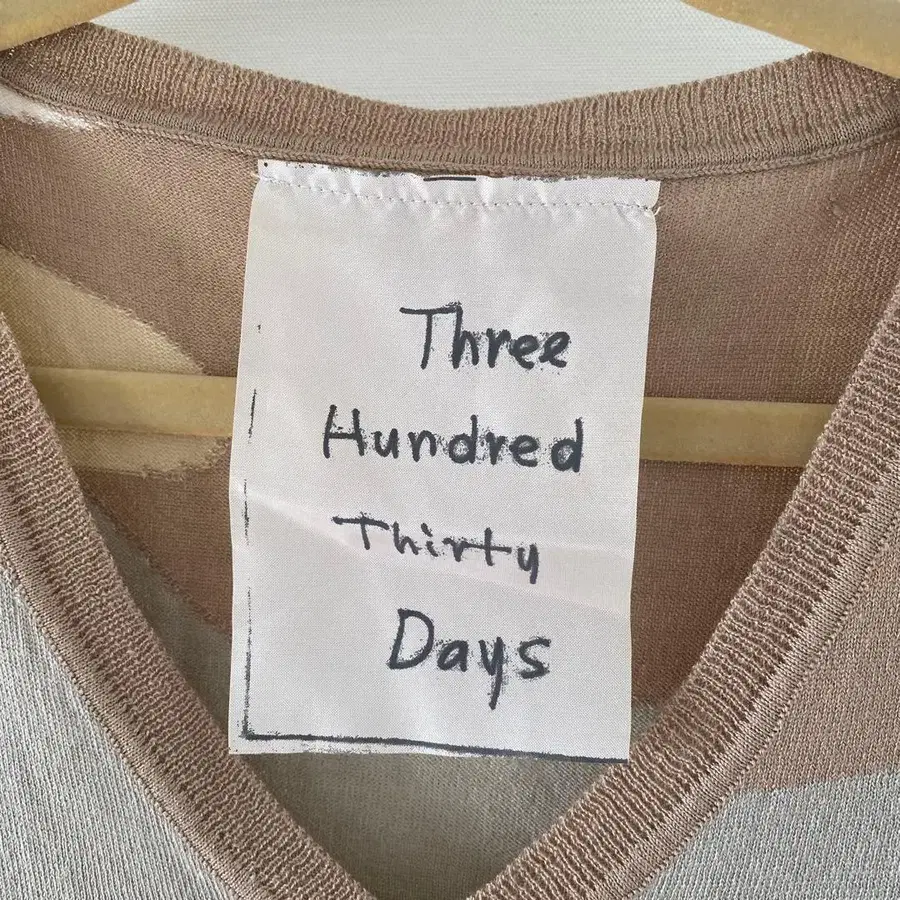 Three
Hundred
Thirty
Days